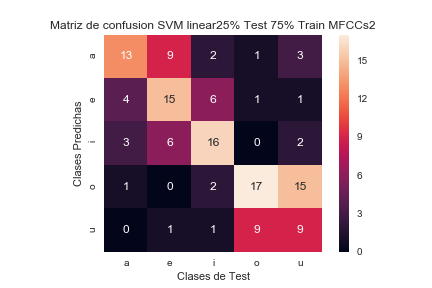 Matriz de confusion SVM linear25% Test 75% Train MFCCs2
Clases Predichas
a 13 9 2 1 3
e 4 15 6 1 1
i 3 6 16 0 2
o 1 0 2 17 15
u 0 1 1 9 9
a e i o u
Clases de Test
15
12
9
6
3
0